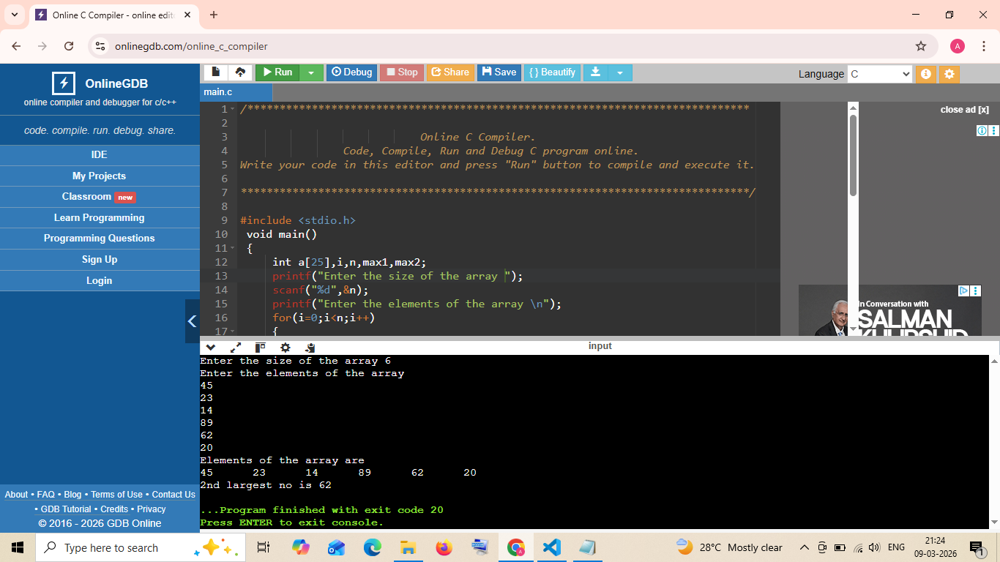 Online C Compiler - online edit
onlinegdb.com/online_c_compiler
A
OnlineGDB
online compiler and debugger for c/c++
code. compile. run. debug. share.
IDE
My Projects
Classroom new
Learn Programming
Programming Questions
Sign Up
Login
About • FAQ • Blog • Terms of Use • Contact Us
• GDB Tutorial • Credits • Privacy
© 2016 - 2026 GDB Online
Run Debug Stop Share Save { } Beautify
Language C
main.c
close ad [x]
1 /******************************************************************************
2
3 Online C Compiler.
4 Code, Compile, Run and Debug C program online.
5 Write your code in this editor and press "Run" button to compile and execute it.
6
7 *******************************************************************************/
8
9 #include <stdio.h>
10 void main()
11 {
12 int a[25],i,n,max1,max2;
13 printf("Enter the size of the array ");
14 scanf("%d",&n);
15 printf("Enter the elements of the array \n");
16 for(i=0;i<n;i++)
17 {
In Conversation with
SALMAN
KHURSHID
input
Enter the size of the array 6
Enter the elements of the array
45
23
14
89
62
20
Elements of the array are
45 23 14 89 62 20
2nd largest no is 62
...Program finished with exit code 20
Press ENTER to exit console.
Type here to search
28°C Mostly clear
ENG
21:24
09-03-2026
1